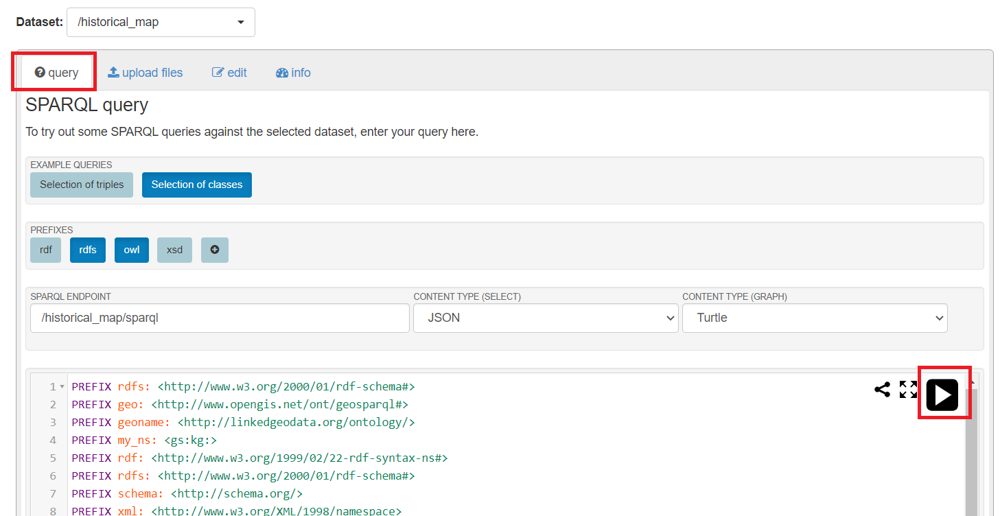 Dataset: /historical_map
query upload files edit info
SPARQL query
To try out some SPARQL queries against the selected dataset, enter your query here.
EXAMPLE QUERIES
Selection of triples Selection of classes
PREFIXES
rdf rdfs owl xsd
SPARQL ENDPOINT CONTENT TYPE (SELECT) CONTENT TYPE (GRAPH)
/historical_map/sparql JSON Turtle
1 PREFIX rdfs: <http://www.w3.org/2000/01/rdf-schema#>
2 PREFIX geo: <http://www.opengis.net/ont/geosparql#>
3 PREFIX geoname: <http://linkedgeodata.org/ontology/>
4 PREFIX my_ns: <gs:kg:>
5 PREFIX rdf: <http://www.w3.org/1999/02/22-rdf-syntax-ns#>
6 PREFIX rdfs: <http://www.w3.org/2000/01/rdf-schema#>
7 PREFIX schema: <http://schema.org/>
8 PREFIX xml: <http://www.w3.org/XML/1998/namespace>